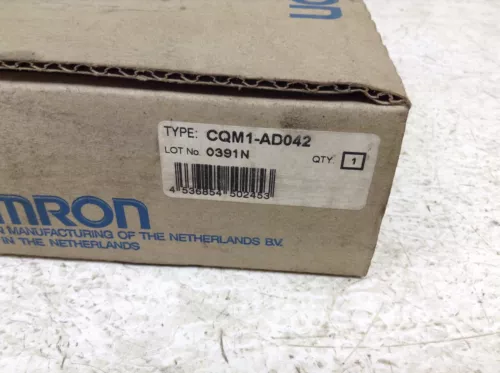 TYPE: CQM1-AD042
LOT No. 0391N
QTY. 1
4 536854 502453
MRON
MANUFACTURING OF THE NETHERLANDS B.V.
IN THE NETHERLANDS